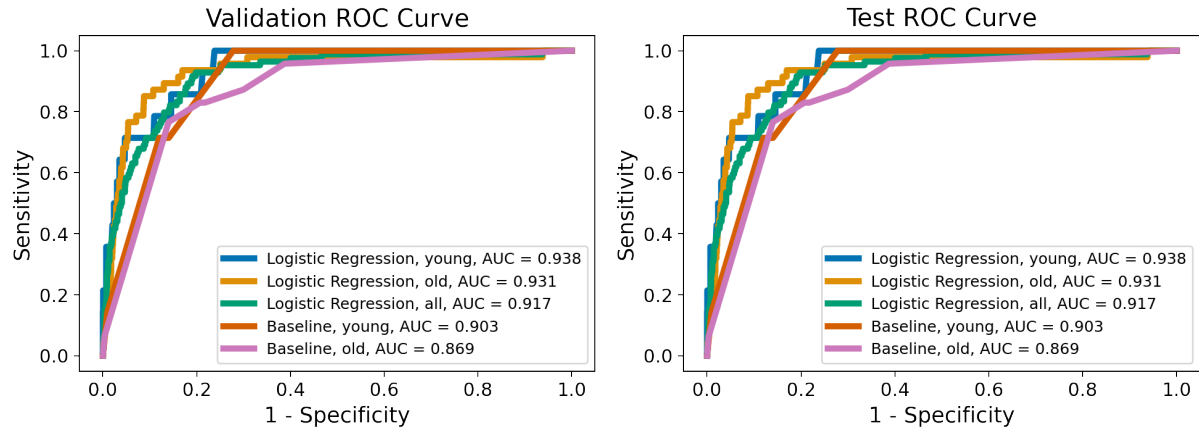 Validation ROC Curve
Sensitivity
1.0
0.8
0.6
0.4
0.2
0.0
Logistic Regression, young, AUC = 0.938
Logistic Regression, old, AUC = 0.931
Logistic Regression, all, AUC = 0.917
Baseline, young, AUC = 0.903
Baseline, old, AUC = 0.869
0.0 0.2 0.4 0.6 0.8 1.0
1 - Specificity
Test ROC Curve
Sensitivity
1.0
0.8
0.6
0.4
0.2
0.0
Logistic Regression, young, AUC = 0.938
Logistic Regression, old, AUC = 0.931
Logistic Regression, all, AUC = 0.917
Baseline, young, AUC = 0.903
Baseline, old, AUC = 0.869
0.0 0.2 0.4 0.6 0.8 1.0
1 - Specificity